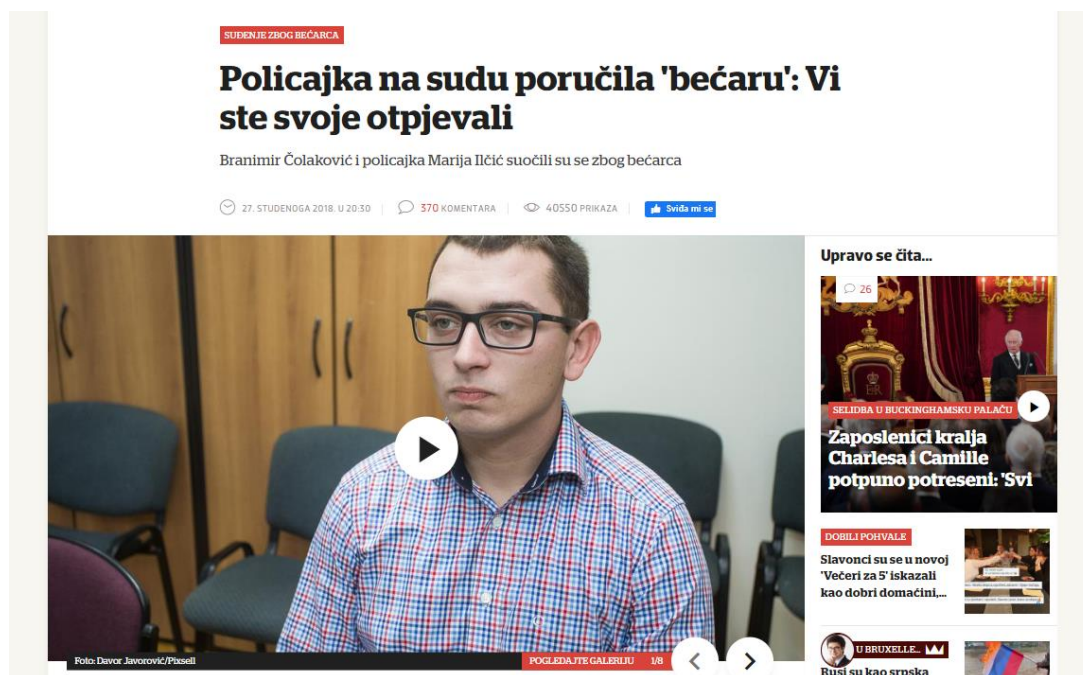 SUĐENJE ZBOG BEĆARCA
Policajka na sudu poručila 'bećaru': Vi
ste svoje otpjevali
Branimir Čolaković i policajka Marija Ilčić suočili su se zbog bećarca
27. STUDENOGA 2018. U 20:30
370 KOMENTARA
40550 PRIKAZA
Sviđa mi se
Foto: Davor Javorović/Pixsell
POGLEDAJTE GALERIJU 1/8
Upravo se čita...
26
SELIDBA U BUCKINGHAMSKU PALAČU
Zaposlenici kralja
Charlesa i Camille
potpuno potreseni: 'Svi
DOBILI POHVALE
Slavonci su se u novoj
'Večeri za 5' iskazali
kao dobri domaćini,...
U BRUXELLE...
Rusi su kao srpska